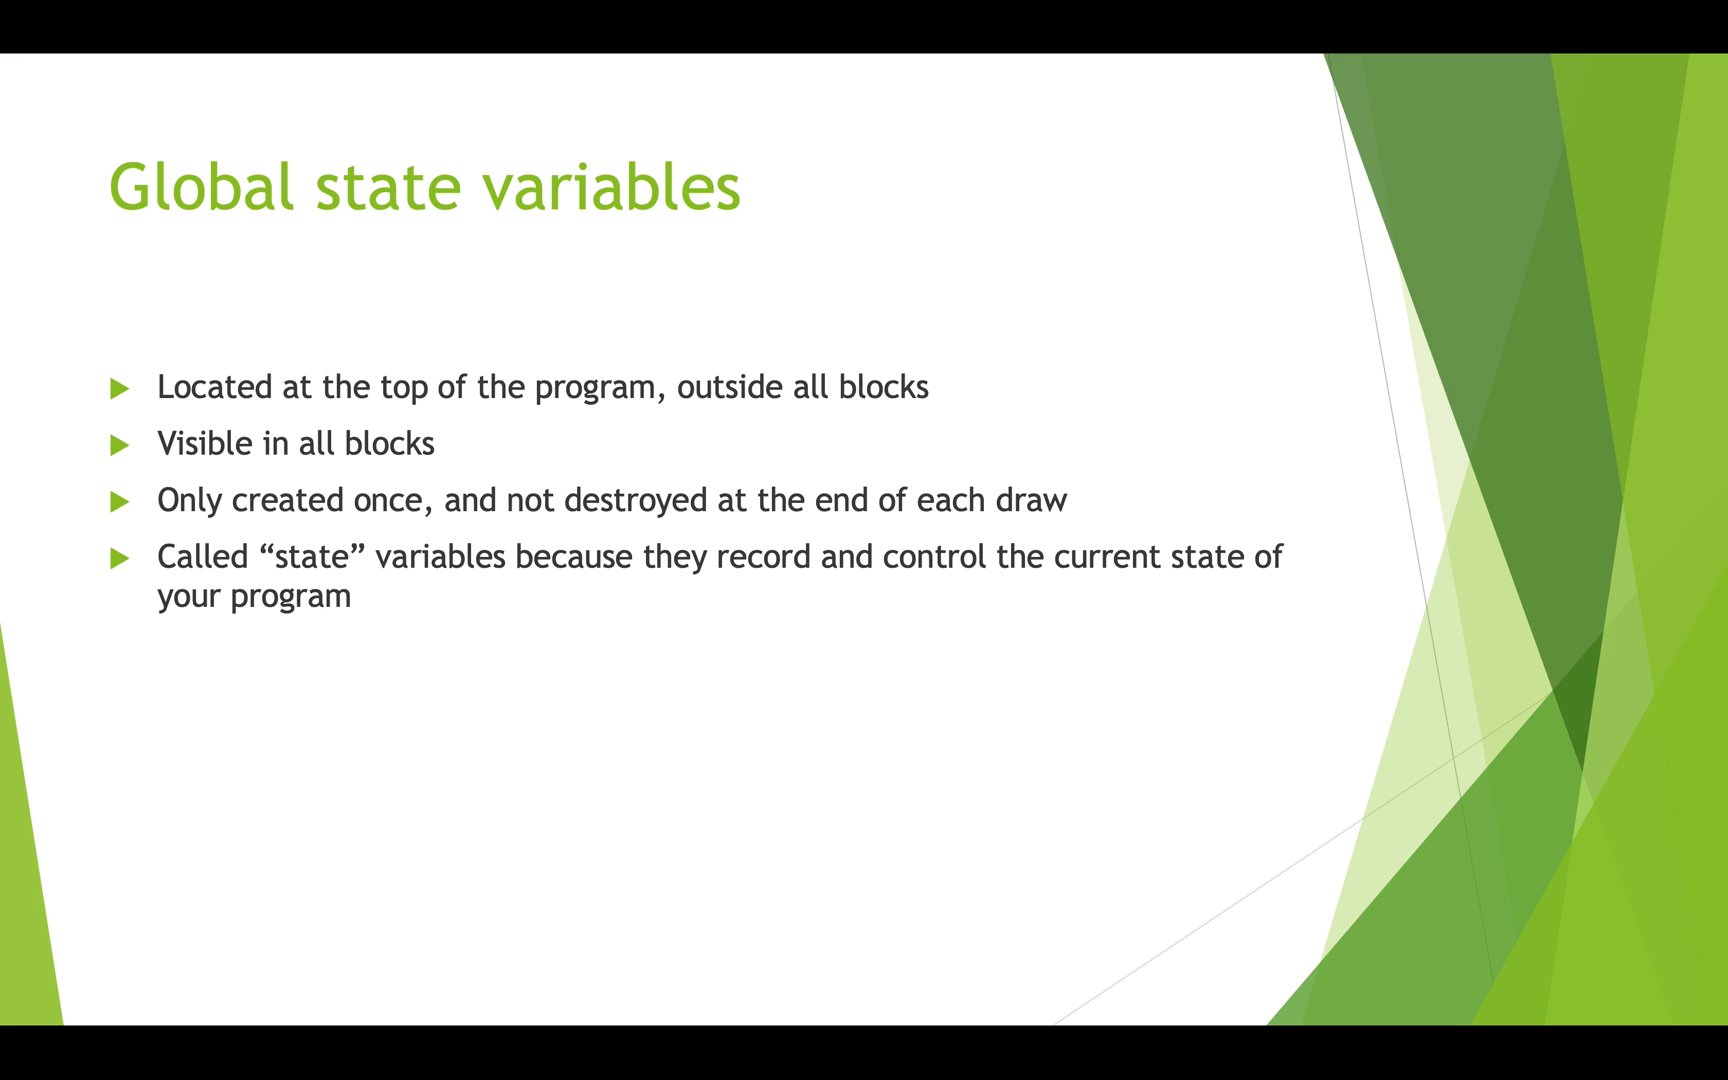 Global state variables
Located at the top of the program, outside all blocks
Visible in all blocks
Only created once, and not destroyed at the end of each draw
Called “state” variables because they record and control the current state of
your program